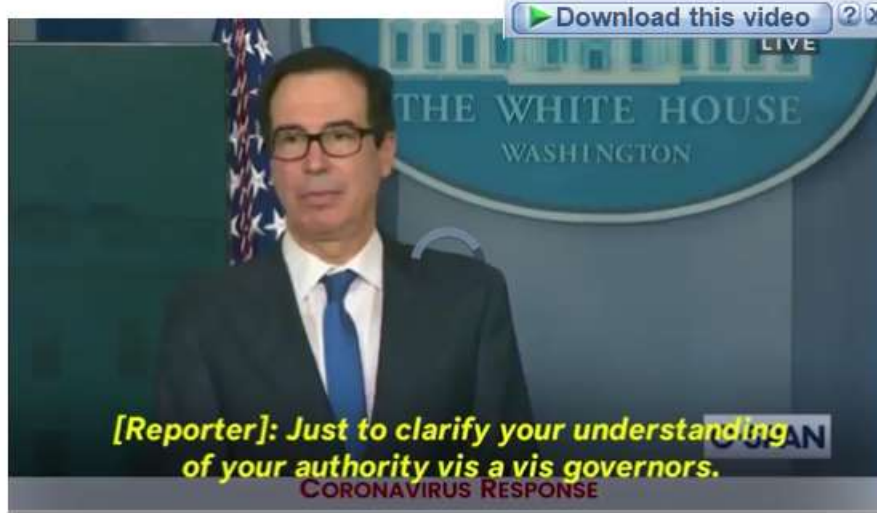 Download this video
?
LIVE
THE WHITE HOUSE
WASHINGTON
[Reporter]: Just to clarify your understanding
of your authority vis a vis governors.
CORONAVIRUS RESPONSE